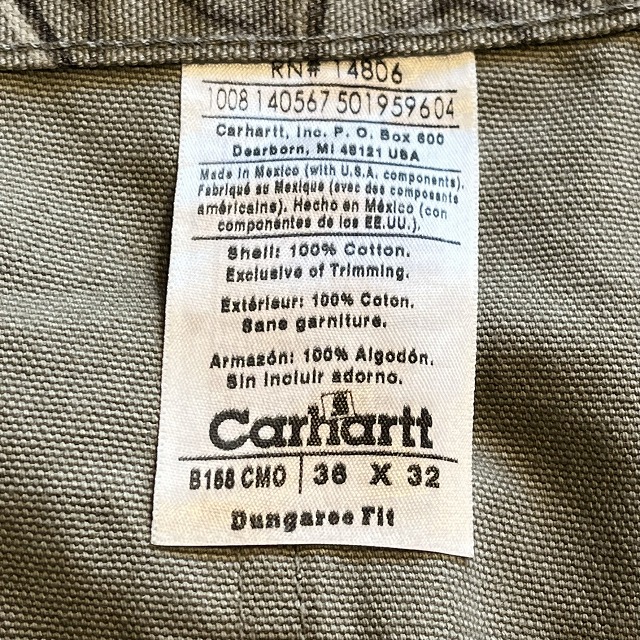 RN# 14806
1008 140567 501959604
Carhartt, Inc. P. O. Box 600
Dearborn, MI 48121 USA
Made in Mexico (with U.S.A. components).
Fabriqué au Mexique (avec des composants
américains). Hecho en México (con
componentes de los EE.UU.).
Shell: 100% Cotton.
Exclusive of Trimming.
Extérieur: 100% Coton.
Sans garniture.
Armazón: 100% Algodón.
Sin incluir adorno.
Carhartt
B158 CMO 36 X 32
Dungaree Fit